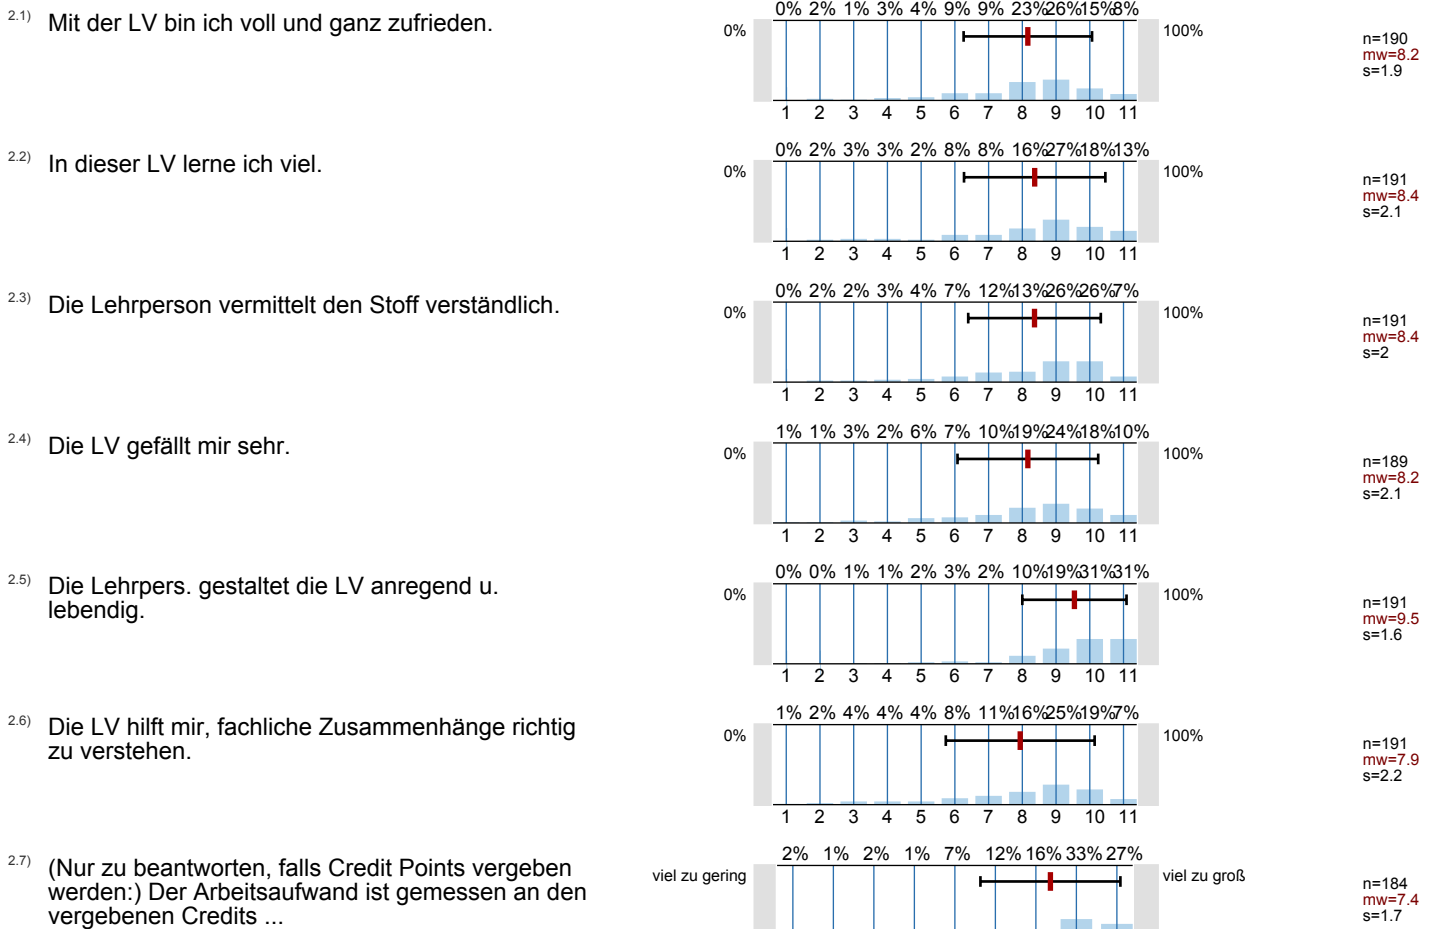 2.1) Mit der LV bin ich voll und ganz zufrieden.
0% 2% 1% 3% 4% 9% 9% 23% 26% 15% 8%
0% 100%
n=190
mw=8.2
s=1.9
1 2 3 4 5 6 7 8 9 10 11
2.2) In dieser LV lerne ich viel.
0% 2% 3% 3% 2% 8% 8% 16% 27% 18% 13%
0% 100%
n=191
mw=8.4
s=2.1
1 2 3 4 5 6 7 8 9 10 11
2.3) Die Lehrperson vermittelt den Stoff verständlich.
0% 2% 2% 3% 4% 7% 12% 13% 26% 26% 7%
0% 100%
n=191
mw=8.4
s=2
1 2 3 4 5 6 7 8 9 10 11
2.4) Die LV gefällt mir sehr.
1% 1% 3% 2% 6% 7% 10% 19% 24% 18% 10%
0% 100%
n=189
mw=8.2
s=2.1
1 2 3 4 5 6 7 8 9 10 11
2.5) Die Lehrpers. gestaltet die LV anregend u.
lebendig.
0% 0% 1% 1% 2% 3% 2% 10% 19% 31% 31%
0% 100%
n=191
mw=9.5
s=1.6
1 2 3 4 5 6 7 8 9 10 11
2.6) Die LV hilft mir, fachliche Zusammenhänge richtig
zu verstehen.
1% 2% 4% 4% 4% 8% 11% 16% 25% 19% 7%
0% 100%
n=191
mw=7.9
s=2.2
1 2 3 4 5 6 7 8 9 10 11
2.7) (Nur zu beantworten, falls Credit Points vergeben
werden:) Der Arbeitsaufwand ist gemessen an den
vergebenen Credits ...
2% 1% 2% 1% 7% 12% 16% 33% 27%
viel zu gering viel zu groß
n=184
mw=7.4
s=1.7